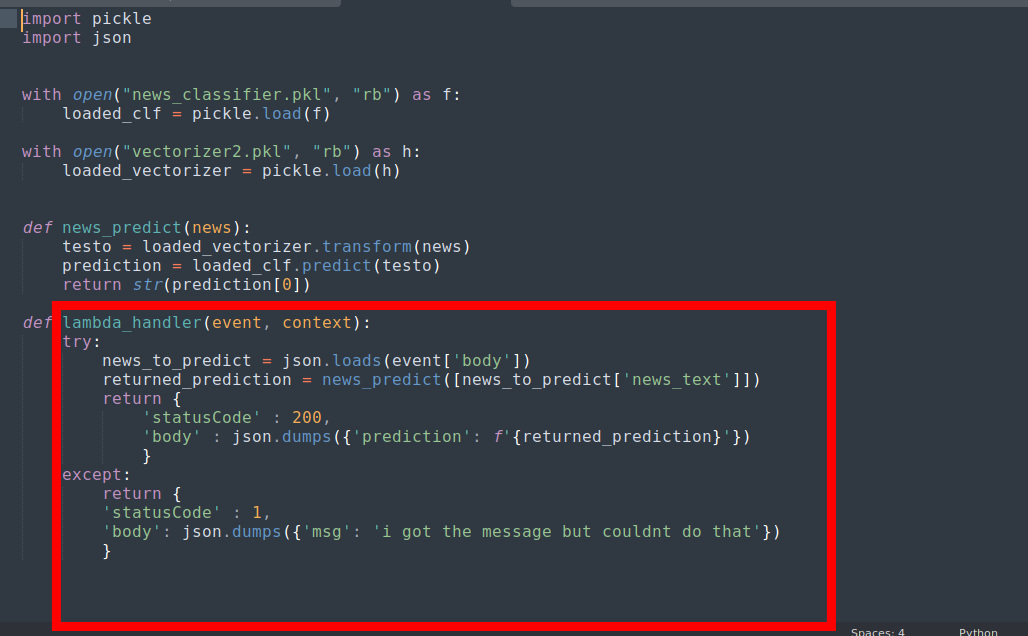 import pickle
import json
with open("news_classifier.pkl", "rb") as f:
    loaded_clf = pickle.load(f)
with open("vectorizer2.pkl", "rb") as h:
    loaded_vectorizer = pickle.load(h)
def news_predict(news):
    testo = loaded_vectorizer.transform(news)
    prediction = loaded_clf.predict(testo)
    return str(prediction[0])
def lambda_handler(event, context):
    try:
        news_to_predict = json.loads(event['body'])
        returned_prediction = news_predict([news_to_predict['news_text']])
        return {
            'statusCode' : 200,
            'body' : json.dumps({'prediction': f'{returned_prediction}'})
            }
    except:
        return {
        'statusCode' : 1,
        'body': json.dumps({'msg': 'i got the message but couldnt do that'})
        }
Spaces: 4 Python